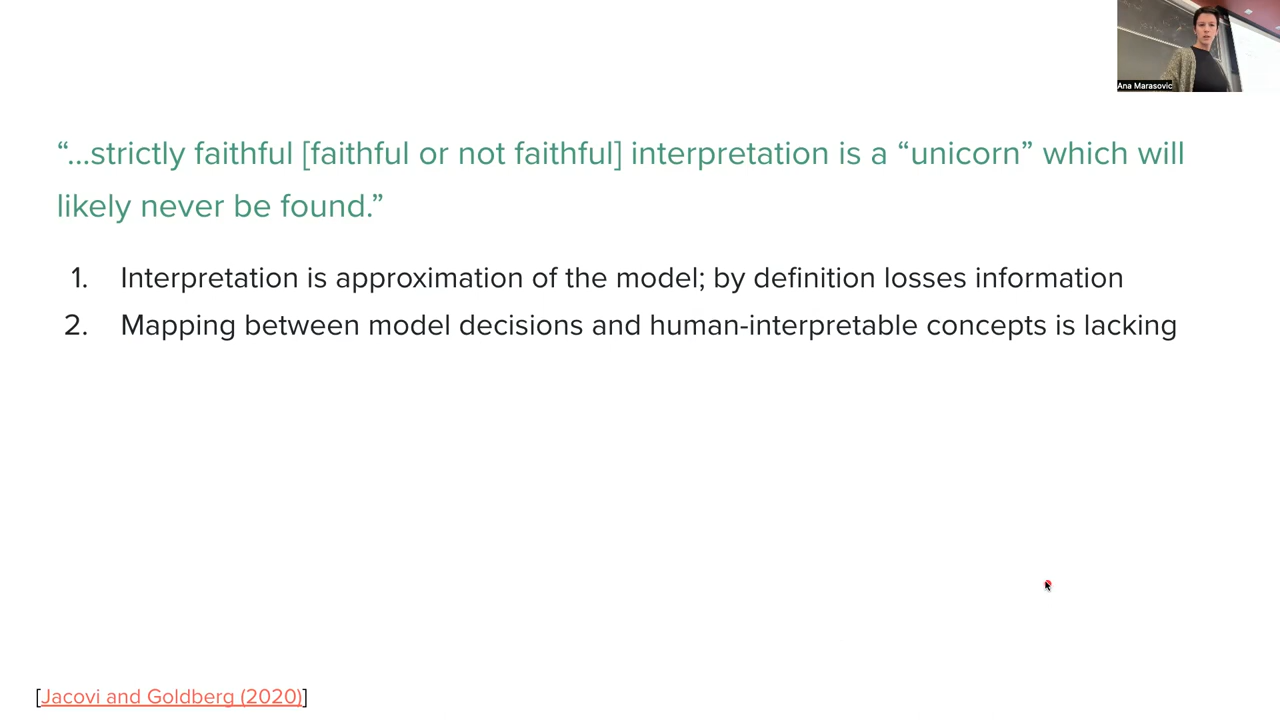 Ana Marasovic
“...strictly faithful [faithful or not faithful] interpretation is a “unicorn” which will
likely never be found.”
1. Interpretation is approximation of the model; by definition losses information
2. Mapping between model decisions and human-interpretable concepts is lacking
[Jacovi and Goldberg (2020)]